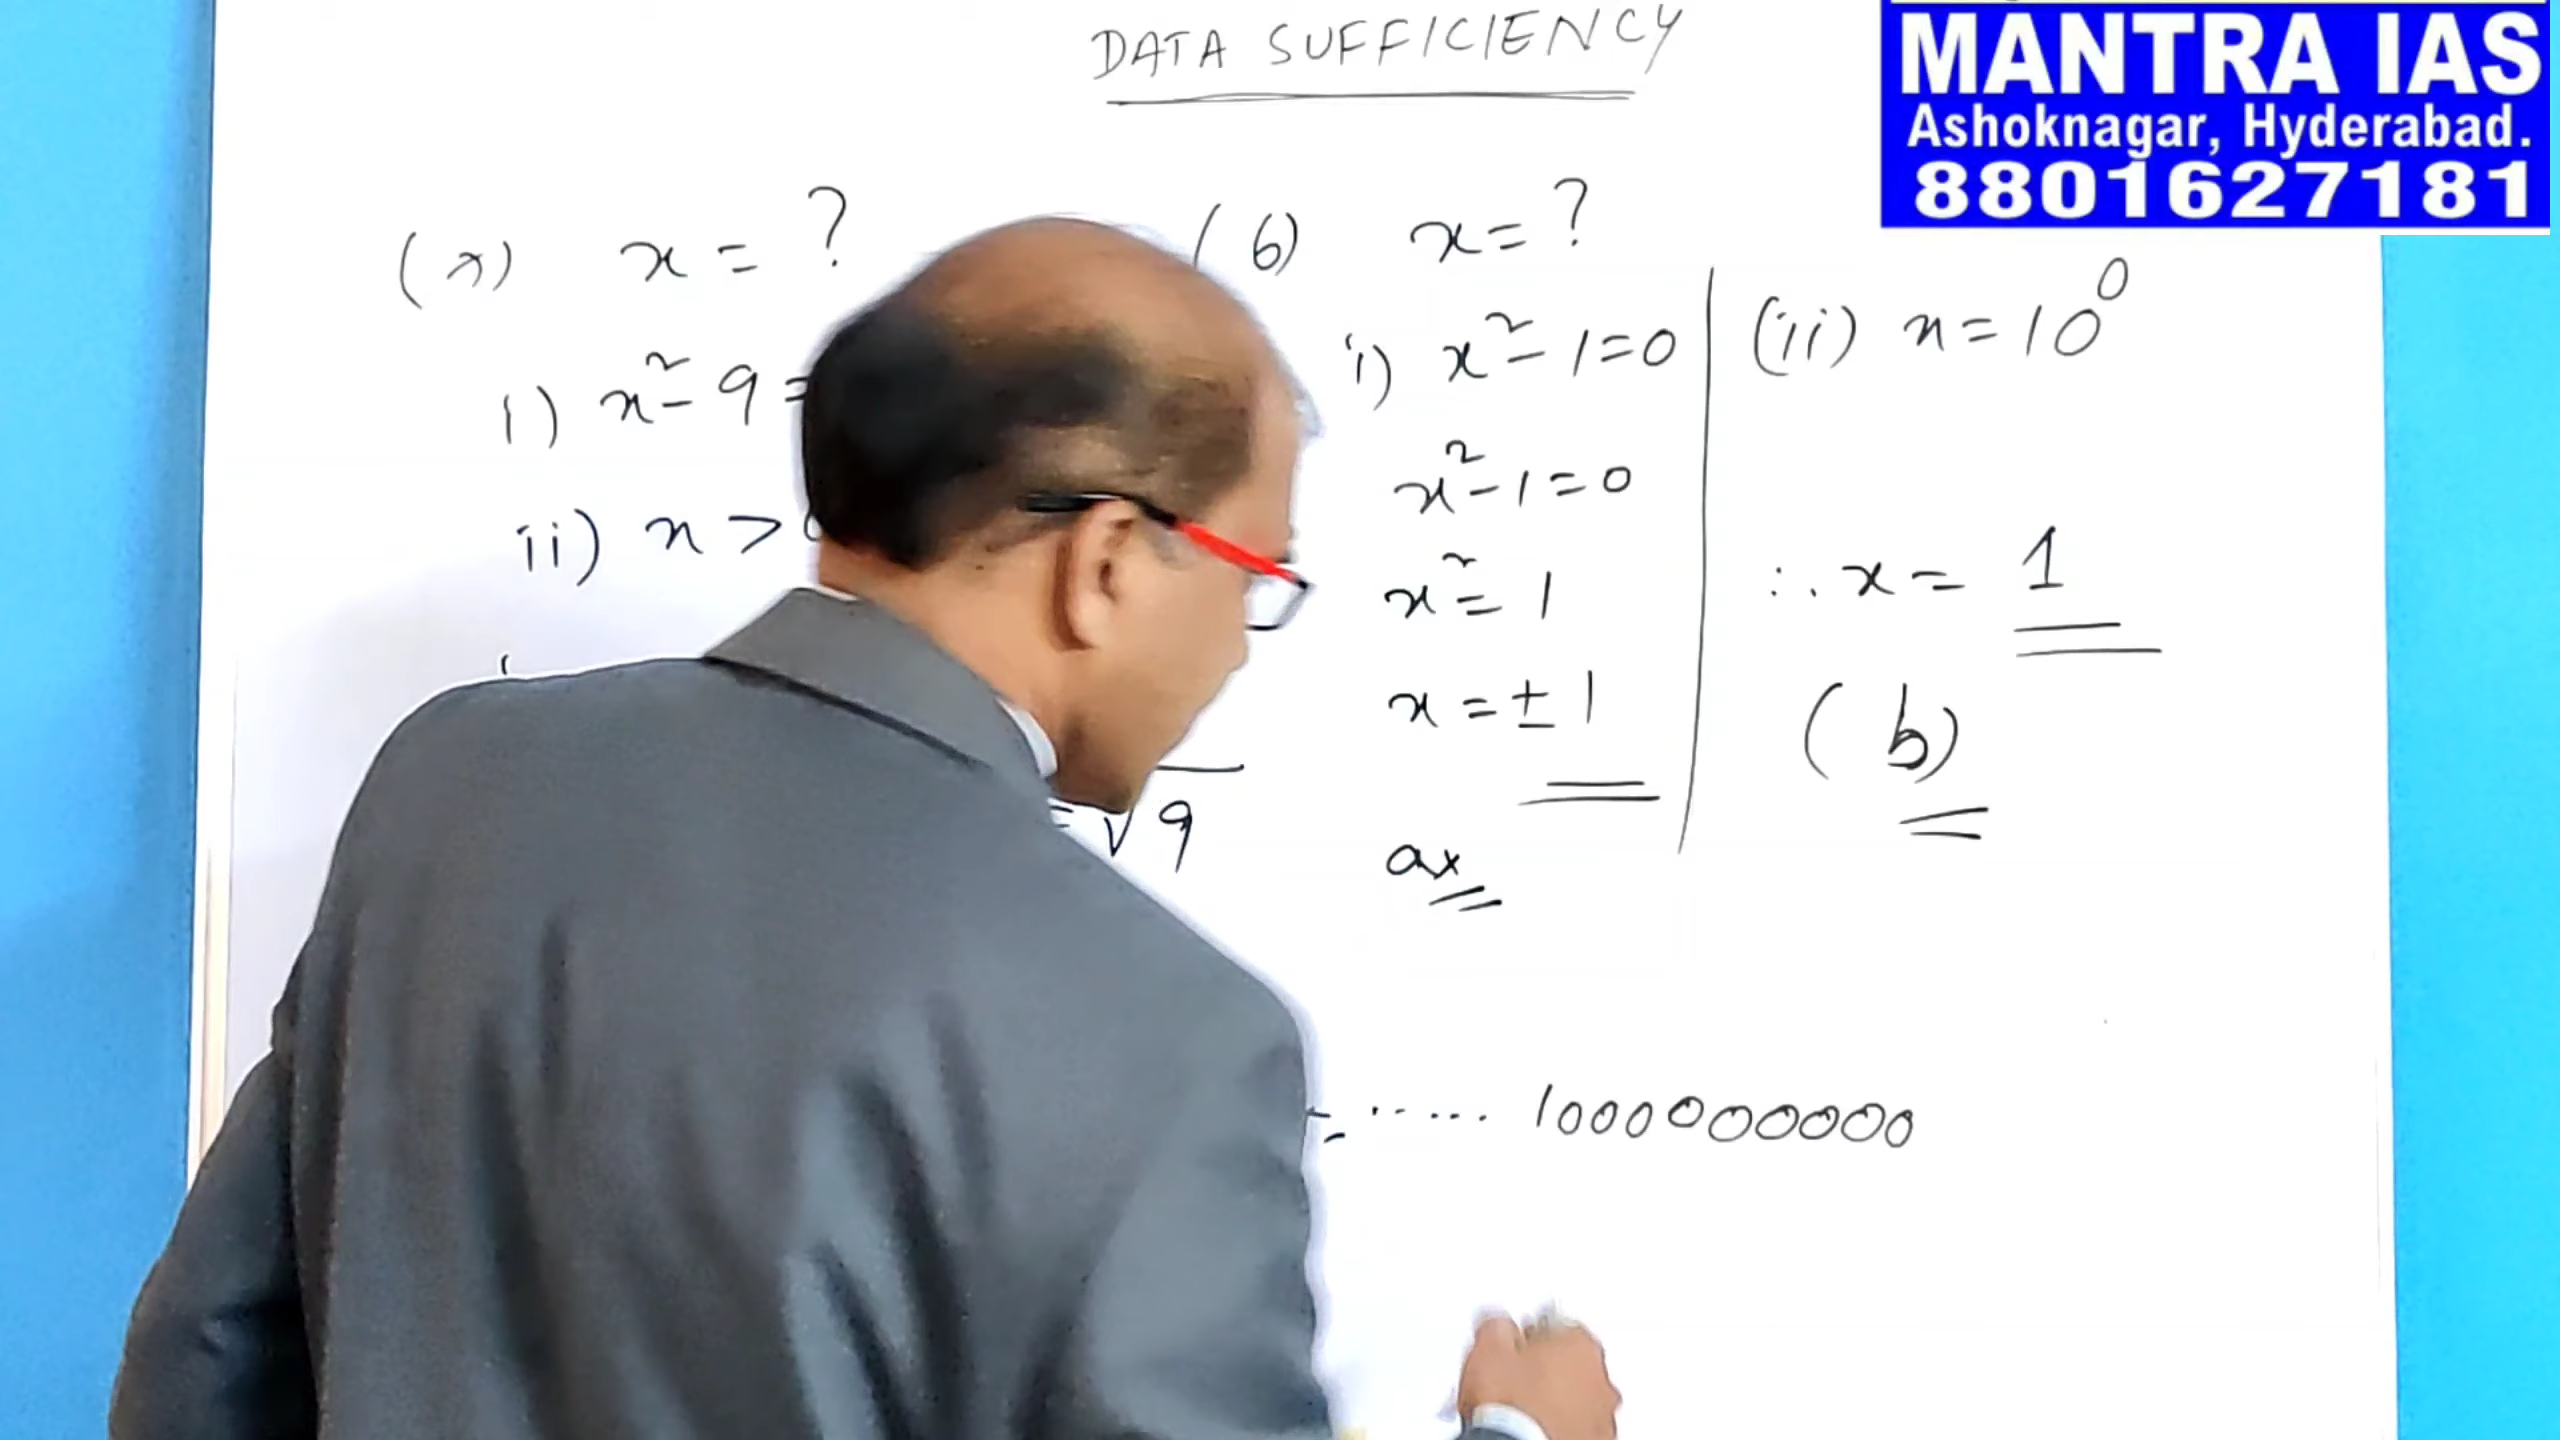 DATA SUFFICIENCY
MANTRA IAS
Ashoknagar, Hyderabad.
8801627181
x = ?
i) x² - 9 =
ii) x >
= √9
(6) x = ?
i) x² - 1 = 0
x² - 1 = 0
x² = 1
x = ± 1
ax
(ii) x = 10⁰
∴ x = 1
(b)
...... 1000000000